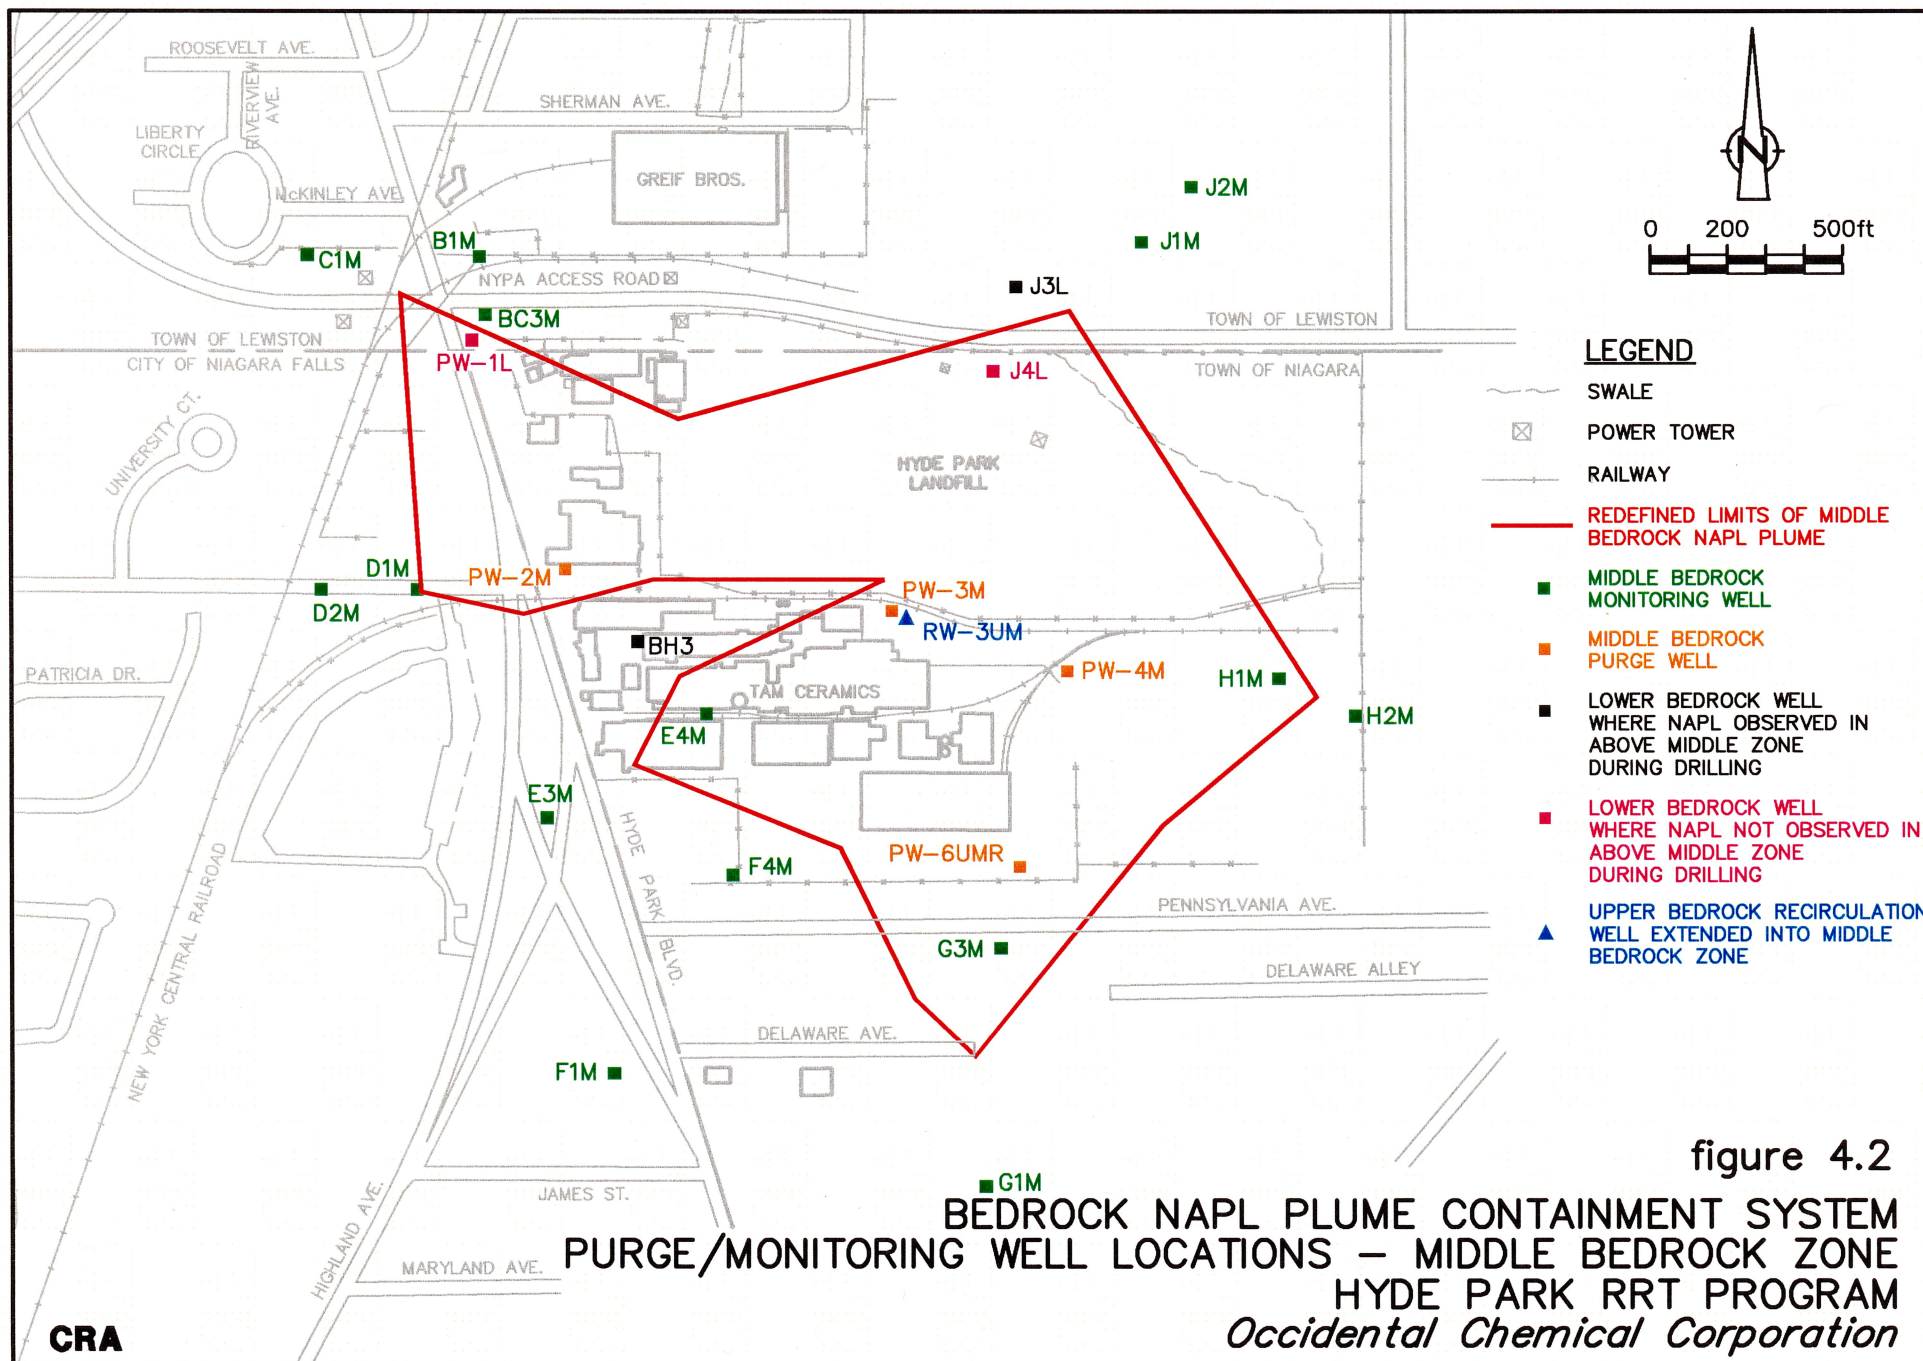 ROOSEVELT AVE.
RIVERVIEW
AVE.
SHERMAN AVE.
LIBERTY
CIRCLE
McKINLEY AVE.
GREIF BROS.
N
0 200 500ft
J2M
J1M
J3L
C1M
B1M
NYPA ACCESS ROAD
BC3M
TOWN OF LEWISTON
CITY OF NIAGARA FALLS
PW-1L
TOWN OF LEWISTON
TOWN OF NIAGARA
J4L
UNIVERSITY CT.
HYDE PARK
LANDFILL
D1M
D2M
PW-2M
PW-3M
RW-3UM
BH3
PW-4M
PATRICIA DR.
TAM CERAMICS
H1M
H2M
E4M
E3M
HYDE PARK BLVD.
F4M
PW-6UMR
PENNSYLVANIA AVE.
G3M
DELAWARE ALLEY
DELAWARE AVE.
NEW YORK CENTRAL RAILROAD
F1M
G1M
JAMES ST.
HIGHLAND AVE.
MARYLAND AVE.
LEGEND
SWALE
POWER TOWER
RAILWAY
REDEFINED LIMITS OF MIDDLE
BEDROCK NAPL PLUME
MIDDLE BEDROCK
MONITORING WELL
MIDDLE BEDROCK
PURGE WELL
LOWER BEDROCK WELL
WHERE NAPL OBSERVED IN
ABOVE MIDDLE ZONE
DURING DRILLING
LOWER BEDROCK WELL
WHERE NAPL NOT OBSERVED IN
ABOVE MIDDLE ZONE
DURING DRILLING
UPPER BEDROCK RECIRCULATION
WELL EXTENDED INTO MIDDLE
BEDROCK ZONE
figure 4.2
BEDROCK NAPL PLUME CONTAINMENT SYSTEM
PURGE/MONITORING WELL LOCATIONS - MIDDLE BEDROCK ZONE
HYDE PARK RRT PROGRAM
Occidental Chemical Corporation
CRA